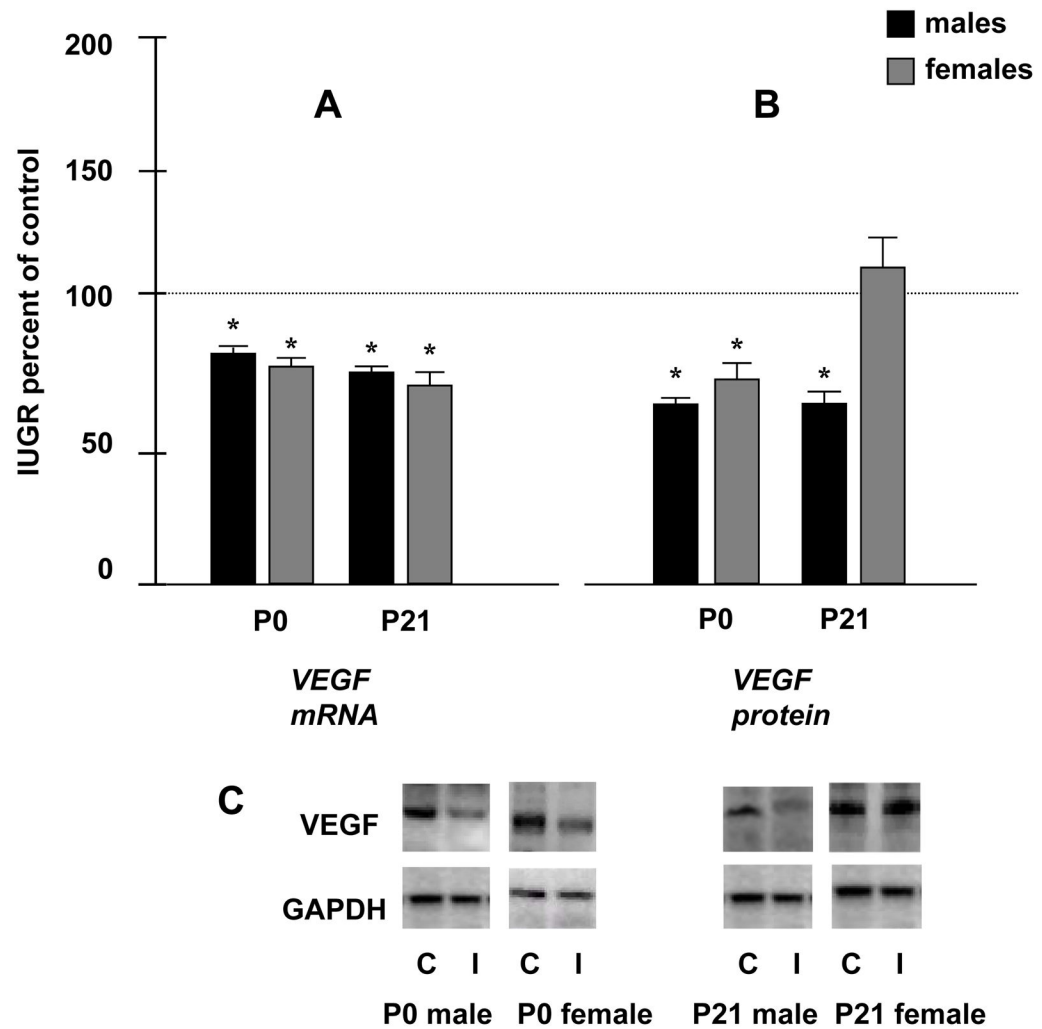 males
females
200
A
B
150
IUGR percent of control
100
* * * *
* * *
50
0
P0 P21
P0 P21
VEGF
mRNA
VEGF
protein
C
VEGF
GAPDH
C I C I C I C I
P0 male P0 female P21 male P21 female